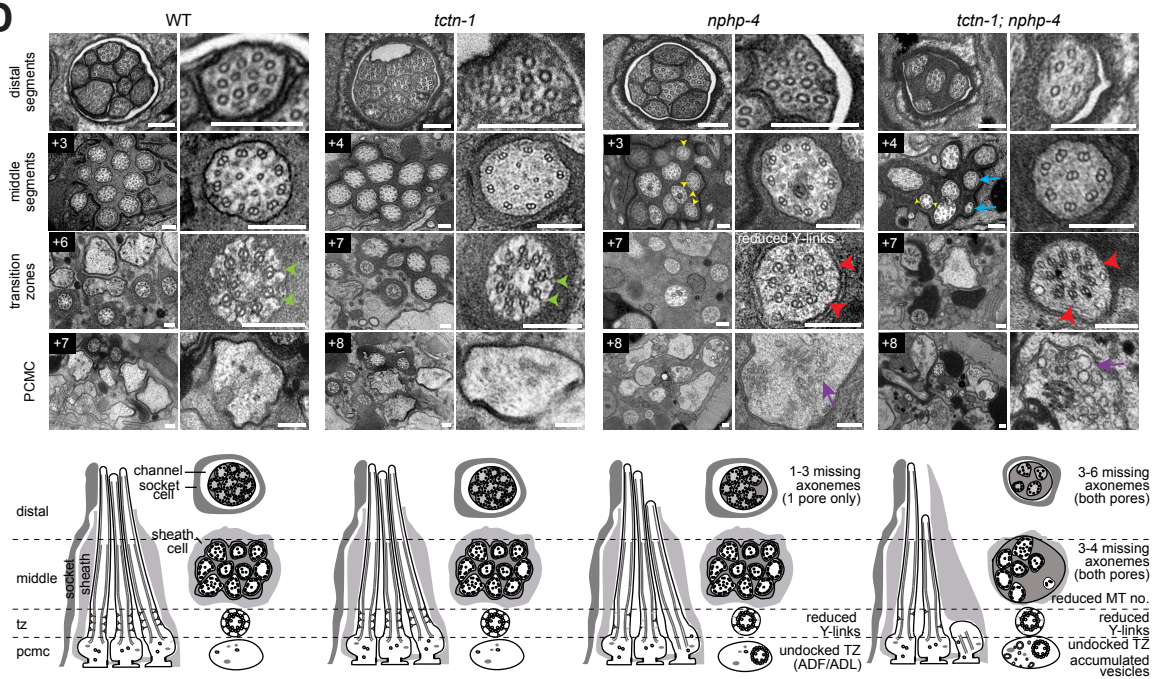 D
WT
tctn-1
nphp-4
tctn-1; nphp-4
distal
segments
middle
segments
+3
+4
+3
+4
transition
zones
+6
+7
+7
reduced Y-links
+7
PCMC
+7
+8
+8
+8
channel
socket
cell
1-3 missing
axonemes
(1 pore only)
3-6 missing
axonemes
(both pores)
distal
sheath
cell
socket
sheath
middle
3-4 missing
axonemes
(both pores)
reduced MT no.
tz
reduced
Y-links
reduced
Y-links
pcmc
undocked TZ
(ADF/ADL)
undocked TZ
accumulated
vesicles